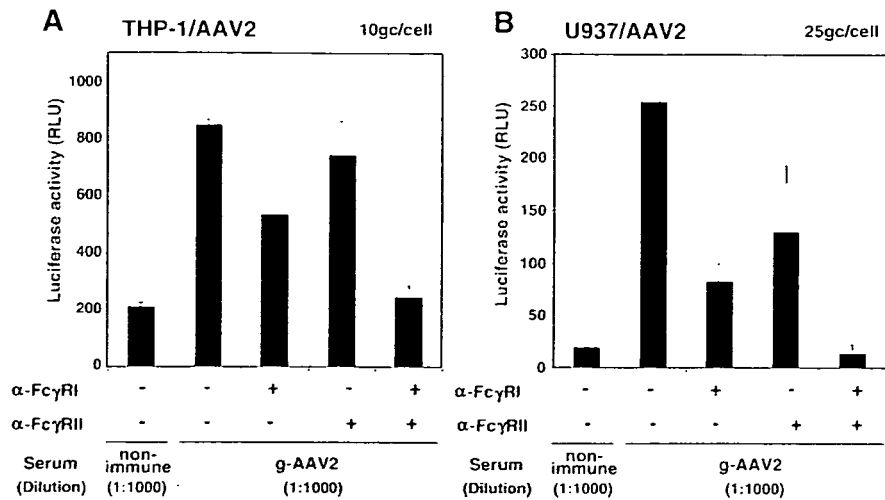 A THP-1/AAV2 10gc/cell
Luciferase activity (RLU)
1000
800
600
400
200
0
α-FcγRI - - + - +
α-FcγRII - - - + +
Serum
(Dilution)
non-
immune
(1:1000)
g-AAV2
(1:1000)
B U937/AAV2 25gc/cell
Luciferase activity (RLU)
300
250
200
150
100
50
0
α-FcγRI - - + - +
α-FcγRII - - - + +
Serum
(Dilution)
non-
immune
(1:1000)
g-AAV2
(1:1000)